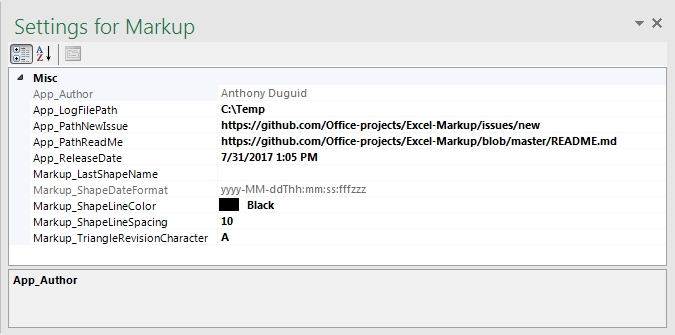 Settings for Markup
Misc
App_Author Anthony Duguid
App_LogFilePath C:\Temp
App_PathNewIssue https://github.com/Office-projects/Excel-Markup/issues/new
App_PathReadMe https://github.com/Office-projects/Excel-Markup/blob/master/README.md
App_ReleaseDate 7/31/2017 1:05 PM
Markup_LastShapeName
Markup_ShapeDateFormat yyyy-MM-ddThh:mm:ss:fffzzz
Markup_ShapeLineColor Black
Markup_ShapeLineSpacing 10
Markup_TriangleRevisionCharacter A
App_Author